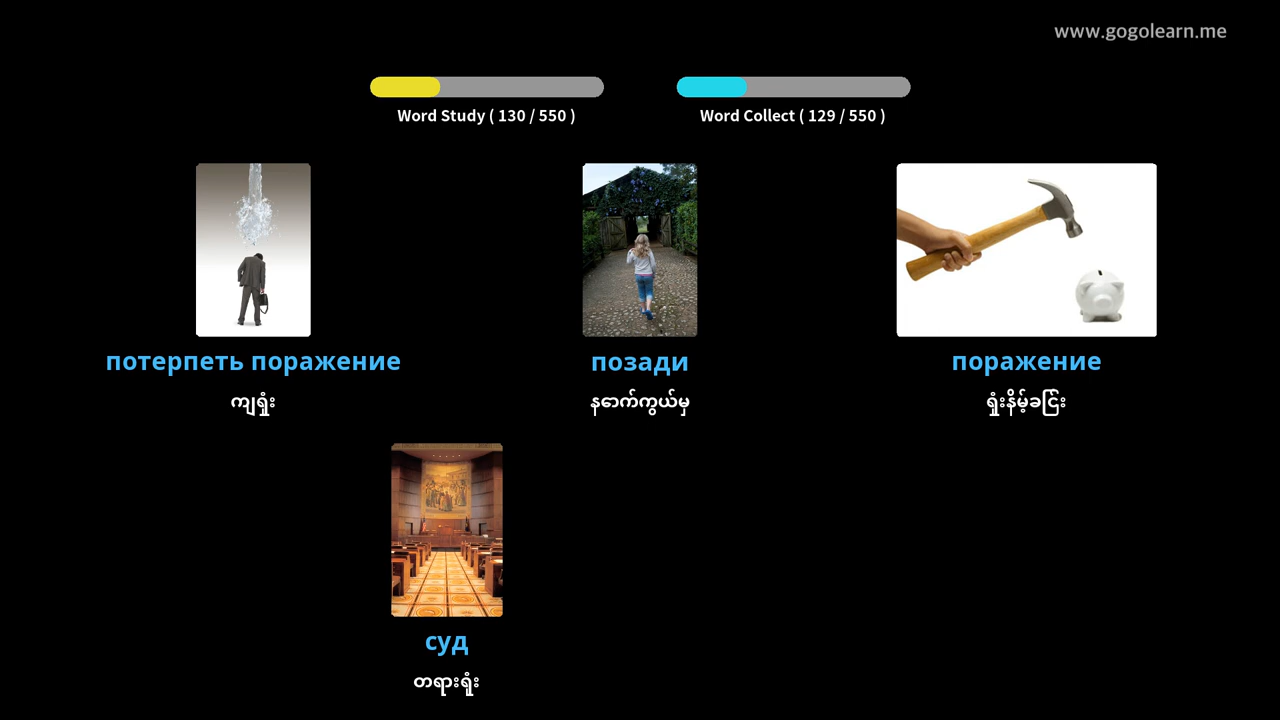 www.gogolearn.me
Word Study ( 130 / 550 )
Word Collect ( 129 / 550 )
потерпеть поражение
позади
поражение
ကျရှုံး
နောက်ကွယ်မှ
ရှုံးနိမ့်ခြင်း
суд
တရားရုံး